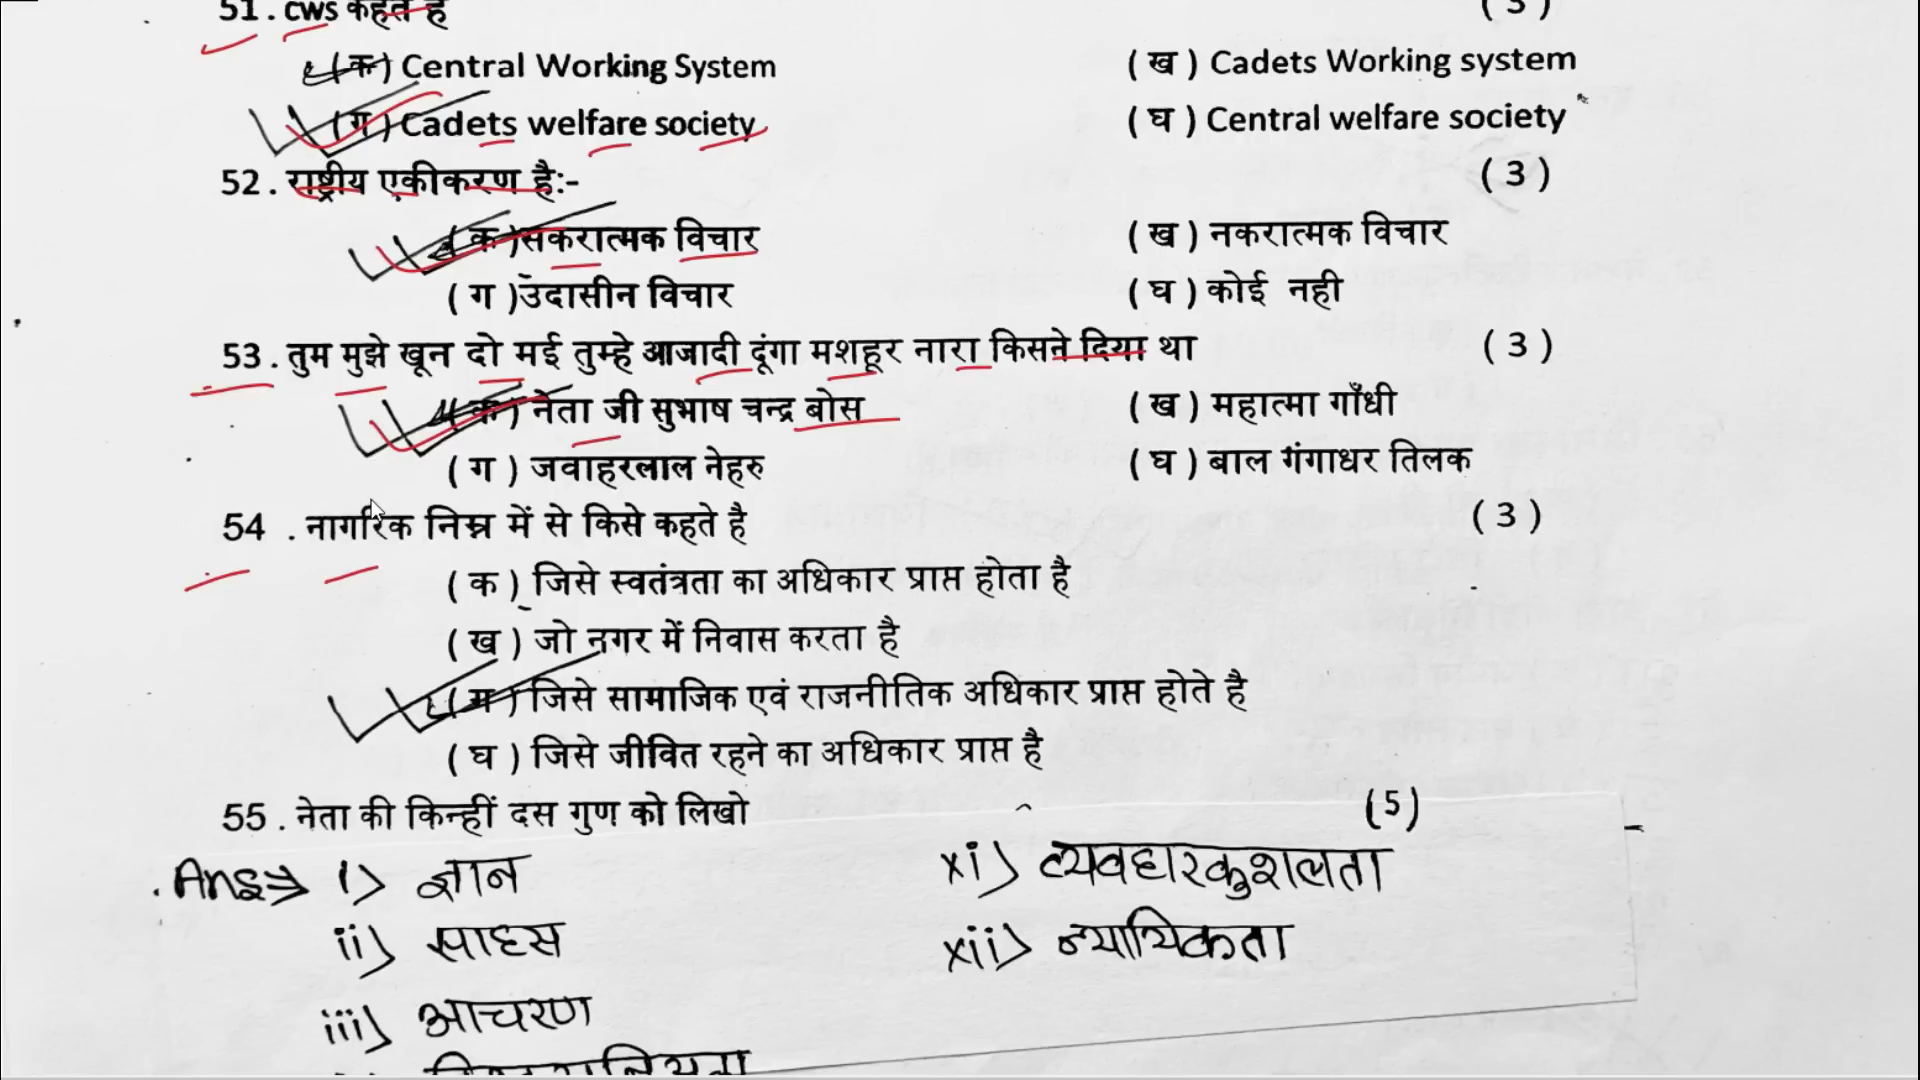 51. cws कहते है (3)
(क) Central Working System (ख) Cadets Working system
(ग) Cadets welfare society (घ) Central welfare society
52. राष्ट्रीय एकीकरण है:- (3)
(क) सकरात्मक विचार (ख) नकरात्मक विचार
(ग) उदासीन विचार (घ) कोई नही
53. तुम मुझे खून दो मई तुम्हे आजादी दूंगा मशहूर नारा किसने दिया था (3)
(क) नेता जी सुभाष चन्द्र बोस (ख) महात्मा गाँधी
(ग) जवाहरलाल नेहरु (घ) बाल गंगाधर तिलक
54. नागरिक निम्न में से किसे कहते है (3)
(क) जिसे स्वतंत्रता का अधिकार प्राप्त होता है
(ख) जो नगर में निवास करता है
(ग) जिसे सामाजिक एवं राजनीतिक अधिकार प्राप्त होते है
(घ) जिसे जीवित रहने का अधिकार प्राप्त है
55. नेता की किन्हीं दस गुण को लिखो (5)
Ans⇒ i) ज्ञान xi) व्यवहारकुशलता
ii) साहस xii) न्यायिकता
iii) आचरण